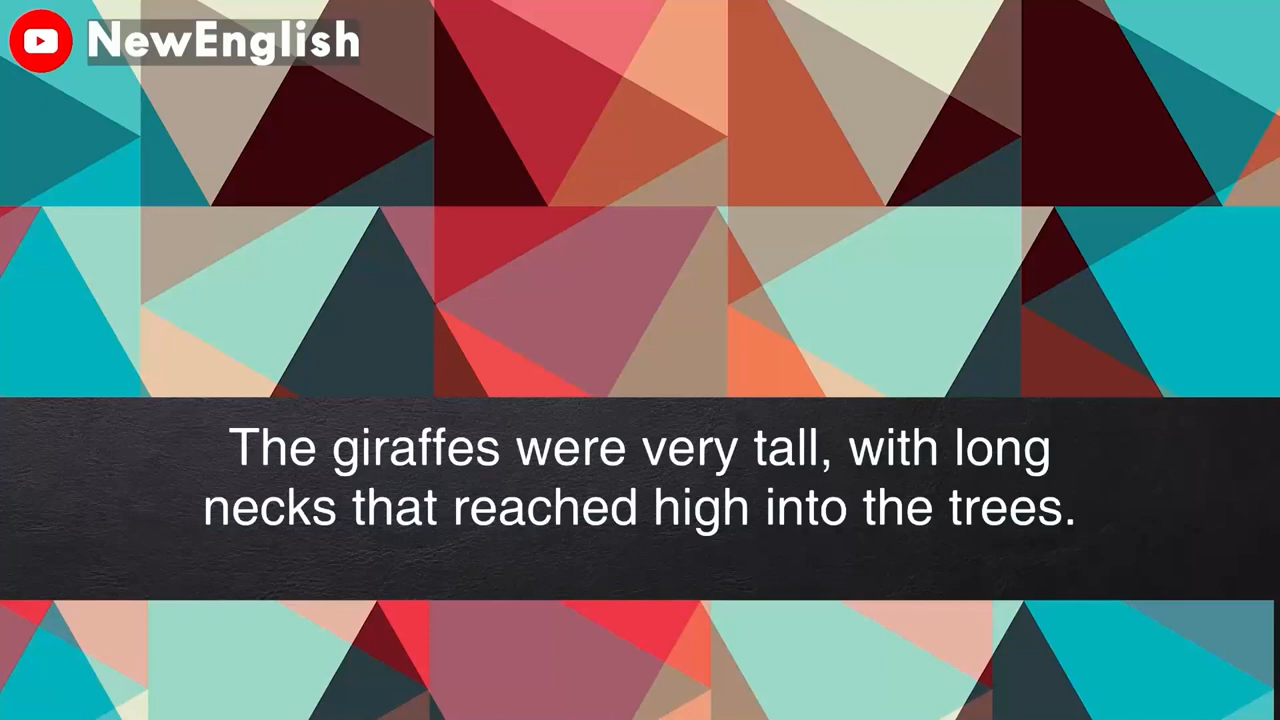 NewEnglish
The giraffes were very tall, with long
necks that reached high into the trees.